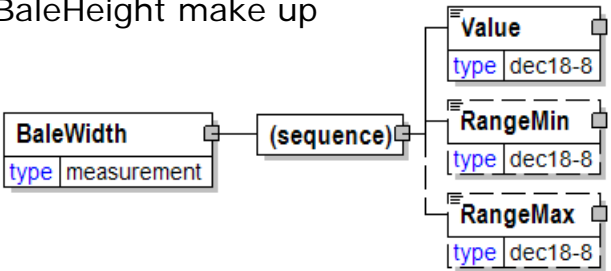 BaleHeight make up
Value
type dec18-8
BaleWidth
type measurement
(sequence)
RangeMin
type dec18-8
RangeMax
type dec18-8